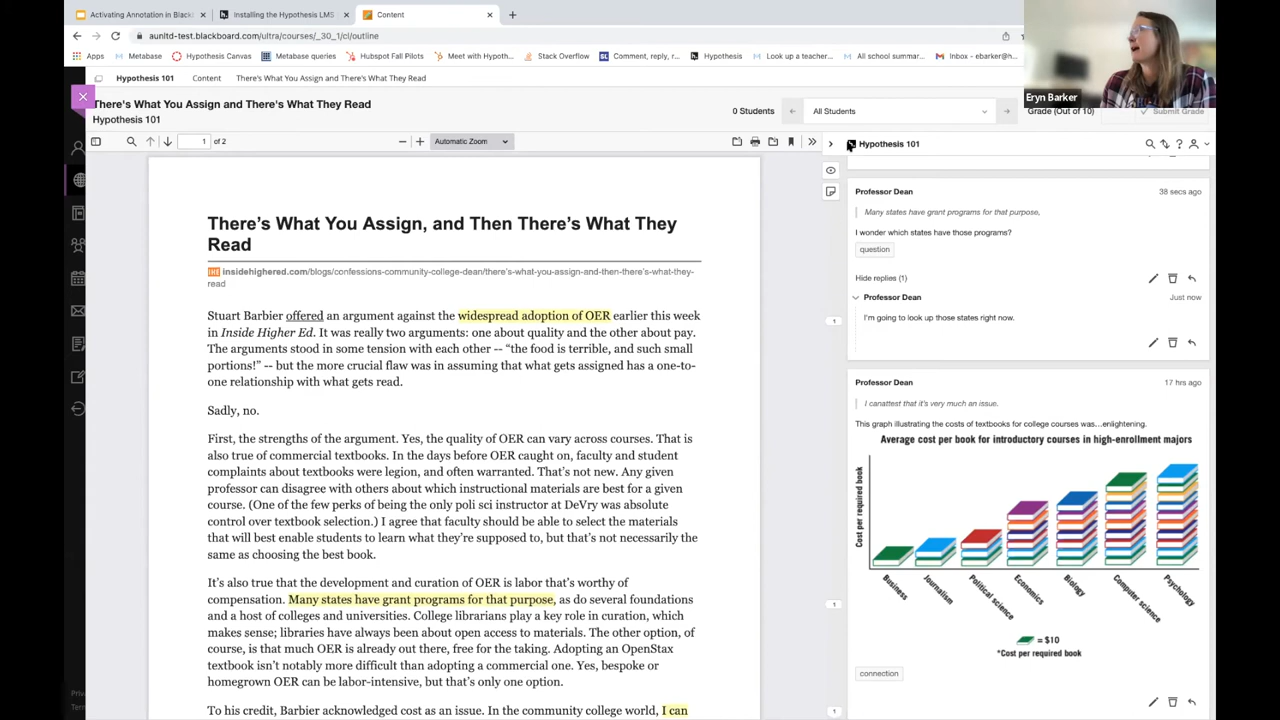 Activating Annotation in Black
Installing the Hypothesis LMS
Content
aunltd-test.blackboard.com/ultra/courses/_30_1/cl/outline
Apps
Metabase
Hypothesis Canvas
Database queries
Hubspot Fall Pilots
Meet with Hypoth...
Stack Overflow
Comment, reply, ...
Hypothesis
Look up a teacher...
All school summar...
Inbox - ebarker@h...
Eryn Barker
Hypothesis 101
Content
There's What You Assign and There's What They Read
There's What You Assign and There's What They Read
Hypothesis 101
0 Students
All Students
Grade (Out of 10)
Submit Grade
1
of 2
Automatic Zoom
There's What You Assign, and Then There's What They
Read
insidehighered.com/blogs/confessions-community-college-dean/there's-what-you-assign-and-then-there's-what-they-
read
Stuart Barbier offered an argument against the widespread adoption of OER earlier this week
in Inside Higher Ed. It was really two arguments: one about quality and the other about pay.
The arguments stood in some tension with each other -- "the food is terrible, and such small
portions!" -- but the more crucial flaw was in assuming that what gets assigned has a one-to-
one relationship with what gets read.
Sadly, no.
First, the strengths of the argument. Yes, the quality of OER can vary across courses. That is
also true of commercial textbooks. In the days before OER caught on, faculty and student
complaints about textbooks were legion, and often warranted. That's not new. Any given
professor can disagree with others about which instructional materials are best for a given
course. (One of the few perks of being the only poli sci instructor at DeVry was absolute
control over textbook selection.) I agree that faculty should be able to select the materials
that will best enable students to learn what they're supposed to, but that's not necessarily the
same as choosing the best book.
It's also true that the development and curation of OER is labor that's worthy of
compensation. Many states have grant programs for that purpose, as do several foundations
and a host of colleges and universities. College librarians play a key role in curation, which
makes sense; libraries have always been about open access to materials. The other option, of
course, is that much OER is already out there, free for the taking. Adopting an OpenStax
textbook isn't notably more difficult than adopting a commercial one. Yes, bespoke or
homegrown OER can be labor-intensive, but that's only one option.
To his credit, Barbier acknowledged cost as an issue. In the community college world, I can
Hypothesis 101
Professor Dean
38 secs ago
Many states have grant programs for that purpose,
I wonder which states have those programs?
question
Hide replies (1)
Professor Dean
Just now
I'm going to look up those states right now.
1
Professor Dean
17 hrs ago
I canattest that it's very much an issue.
This graph illustrating the costs of textbooks for college courses was...enlightening.
Average cost per book for introductory courses in high-enrollment majors
Cost per required book
Business
Journalism
Political science
Economics
Biology
Computer science
Psychology
= $10
*Cost per required book
1
connection
1
Priv
Ter